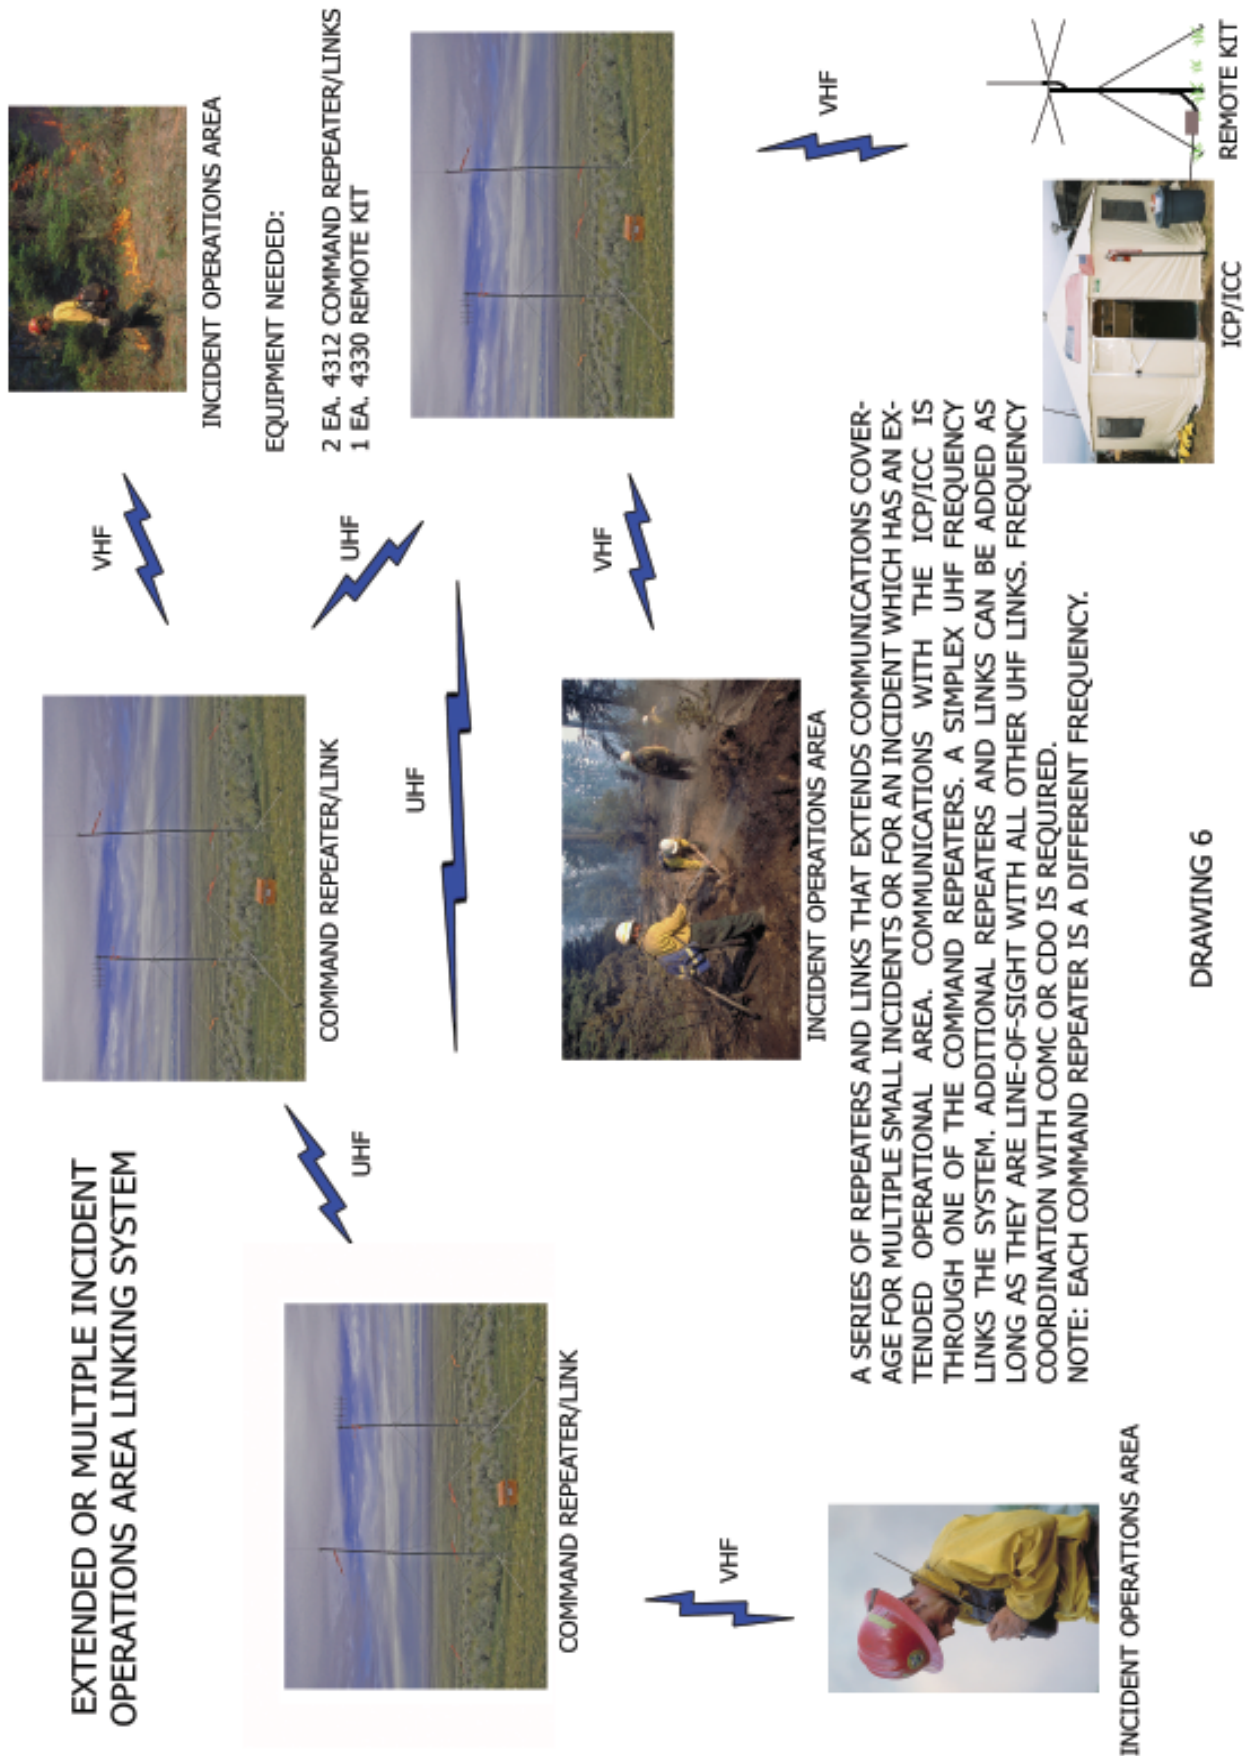 EXTENDED OR MULTIPLE INCIDENT
OPERATIONS AREA LINKING SYSTEM
VHF
INCIDENT OPERATIONS AREA
COMMAND REPEATER/LINK
EQUIPMENT NEEDED:
2 EA. 4312 COMMAND REPEATER/LINKS
1 EA. 4330 REMOTE KIT
UHF
UHF
UHF
COMMAND REPEATER/LINK
VHF
VHF
VHF
INCIDENT OPERATIONS AREA
A SERIES OF REPEATERS AND LINKS THAT EXTENDS COMMUNICATIONS COVER-
AGE FOR MULTIPLE SMALL INCIDENTS OR FOR AN INCIDENT WHICH HAS AN EX-
TENDED OPERATIONAL AREA. COMMUNICATIONS WITH THE ICP/ICC IS
THROUGH ONE OF THE COMMAND REPEATERS. A SIMPLEX UHF FREQUENCY
LINKS THE SYSTEM. ADDITIONAL REPEATERS AND LINKS CAN BE ADDED AS
LONG AS THEY ARE LINE-OF-SIGHT WITH ALL OTHER UHF LINKS. FREQUENCY
COORDINATION WITH COMC OR CDO IS REQUIRED.
NOTE: EACH COMMAND REPEATER IS A DIFFERENT FREQUENCY.
INCIDENT OPERATIONS AREA
ICP/ICC
REMOTE KIT
DRAWING 6